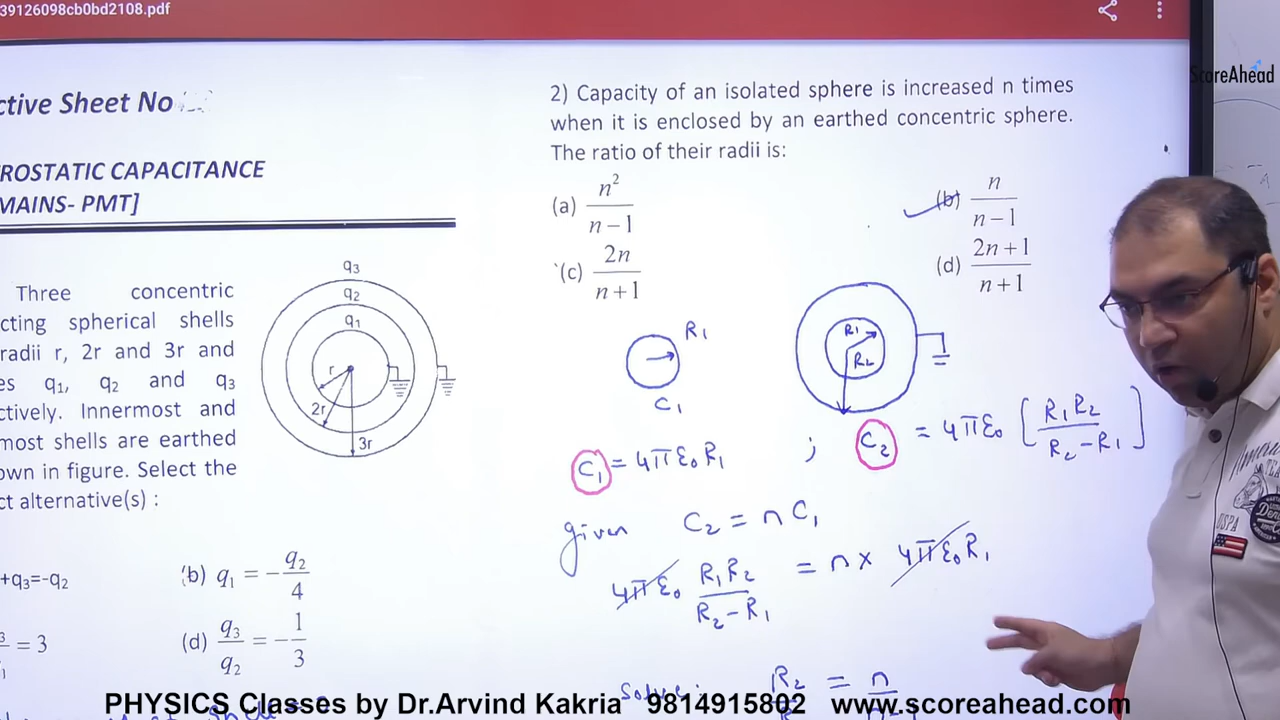 39126098cb0bd2108.pdf
ScoreAhead
ctive Sheet No
ROSTATIC CAPACITANCE
MAINS- PMT]
Three concentric
cting spherical shells
radii r, 2r and 3r and
es q₁, q₂ and q₃
ctively. Innermost and
most shells are earthed
own in figure. Select the
ct alternative(s) :
q₃
q₂
q₁
r
2r
3r
+q₃=-q₂
(b) q₁ = -q₂/4
= 3
(d) q₃/q₂ = -1/3
2) Capacity of an isolated sphere is increased n times
when it is enclosed by an earthed concentric sphere.
The ratio of their radii is:
(a) n²/(n-1)
(b) n/(n-1)
(c) 2n/(n+1)
(d) (2n+1)/(n+1)
R₁
C₁
R₁
R₂
C₁ = 4πε₀R₁ ; C₂ = 4πε₀ [R₁R₂/(R₂-R₁)]
given C₂ = nC₁
4πε₀ R₁R₂/(R₂-R₁) = n× 4πε₀R₁
Solve: R₂ = n
PHYSICS Classes by Dr.Arvind Kakria 9814915802 www.scoreahead.com